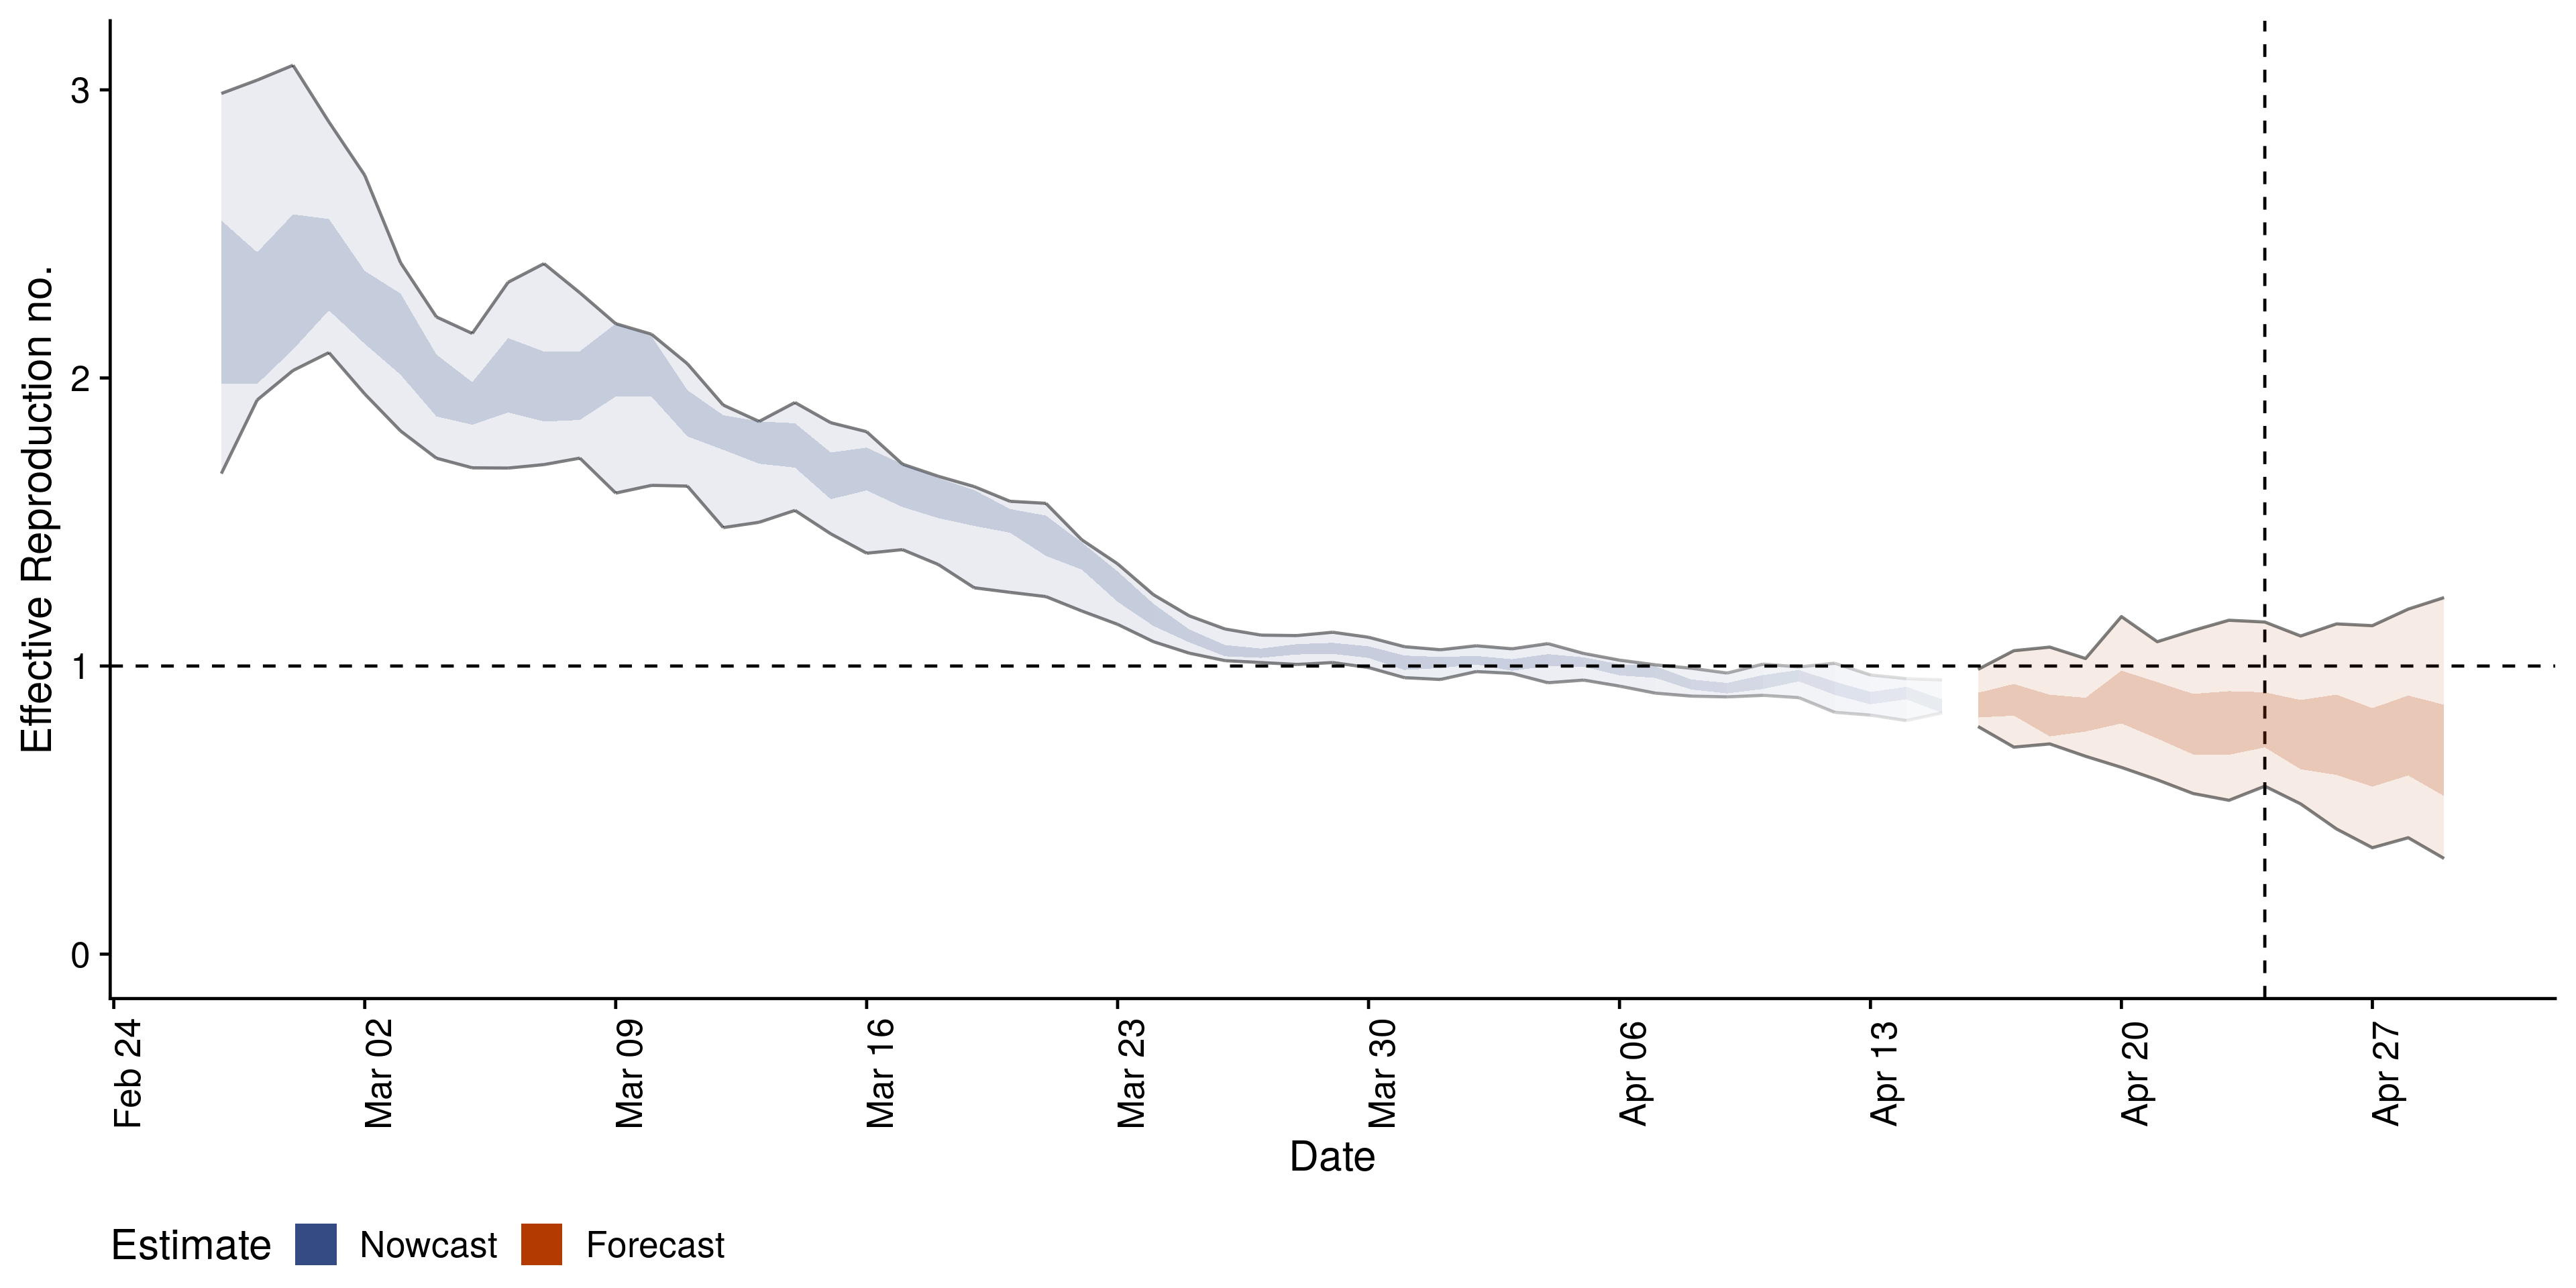 Effective Reproduction no.
3
2
1
0
Feb 24
Mar 02
Mar 09
Mar 16
Mar 23
Mar 30
Apr 06
Apr 13
Apr 20
Apr 27
Date
Estimate Nowcast Forecast